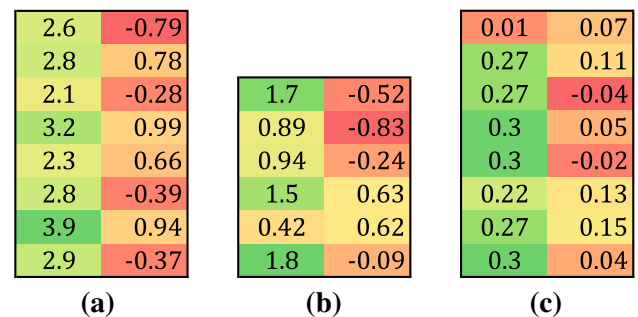 2.6 -0.79 0.01 0.07
2.8 0.78 0.27 0.11
2.1 -0.28 1.7 -0.52 0.27 -0.04
3.2 0.99 0.89 -0.83 0.3 0.05
2.3 0.66 0.94 -0.24 0.3 -0.02
2.8 -0.39 1.5 0.63 0.22 0.13
3.9 0.94 0.42 0.62 0.27 0.15
2.9 -0.37 1.8 -0.09 0.3 0.04
(a) (b) (c)